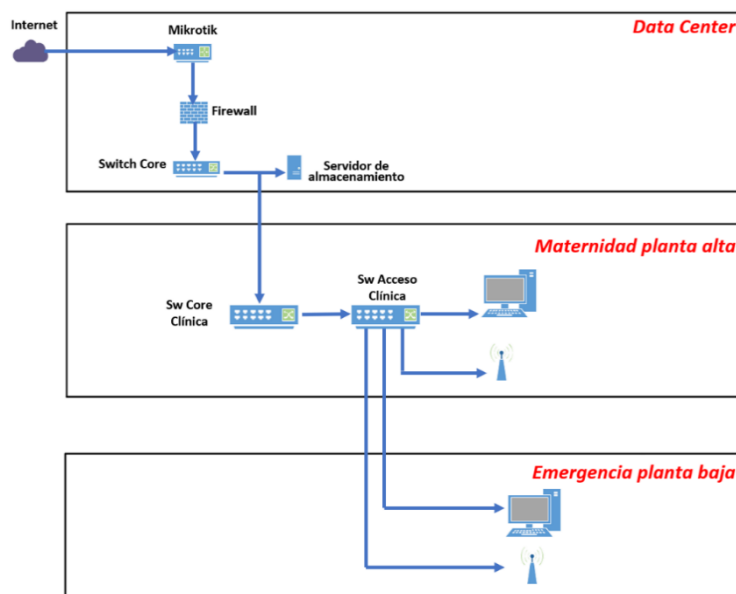 Internet
Data Center
Mikrotik
Firewall
Switch Core
Servidor de
almacenamiento
Maternidad planta alta
Sw Core
Clínica
Sw Acceso
Clínica
Emergencia planta baja